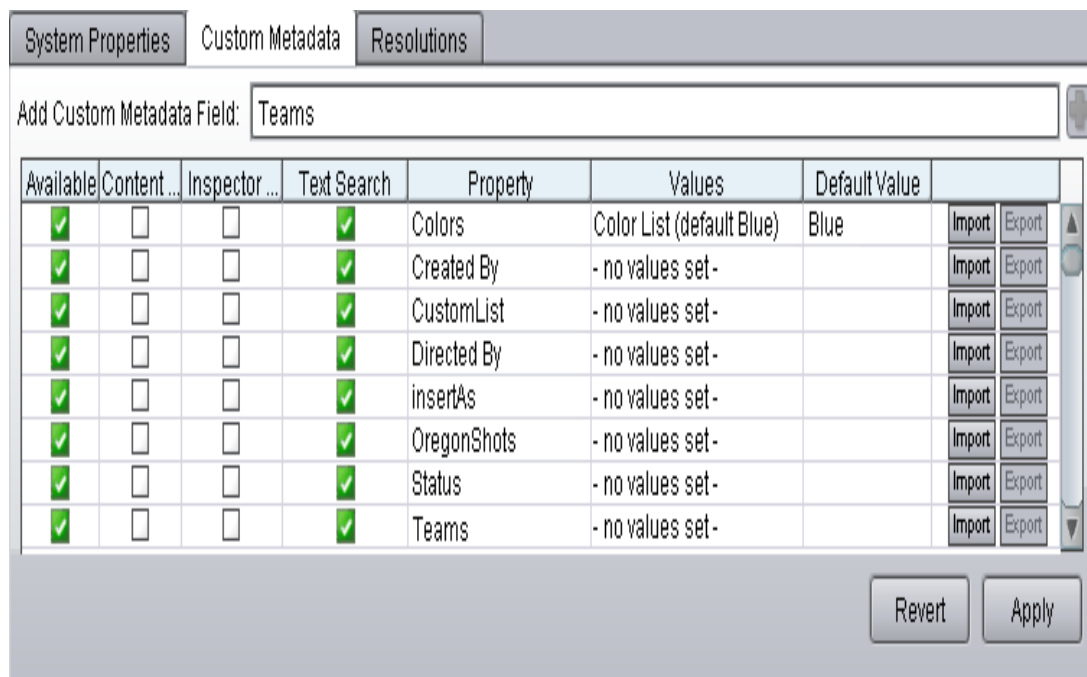 System Properties Custom Metadata Resolutions
Add Custom Metadata Field: Teams
Available Content ... Inspector ... Text Search Property Values Default Value
Colors Color List (default Blue) Blue Import Export
Created By - no values set - Import Export
CustomList - no values set - Import Export
Directed By - no values set - Import Export
insertAs - no values set - Import Export
OregonShots - no values set - Import Export
Status - no values set - Import Export
Teams - no values set - Import Export
Revert Apply